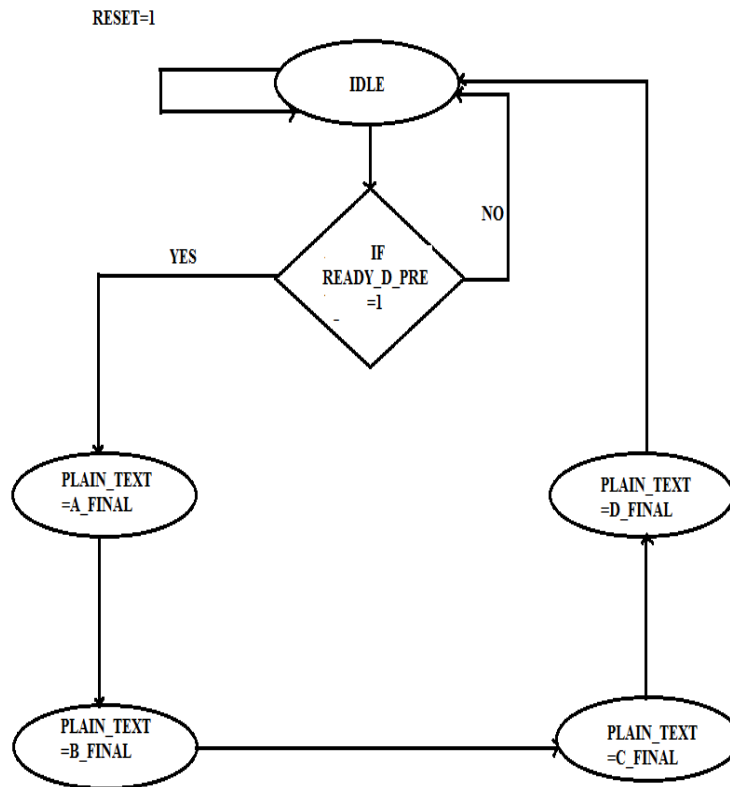 RESET=1
IDLE
NO
YES
IF
READY_D_PRE
=1
PLAIN_TEXT
=A_FINAL
PLAIN_TEXT
=D_FINAL
PLAIN_TEXT
=B_FINAL
PLAIN_TEXT
=C_FINAL